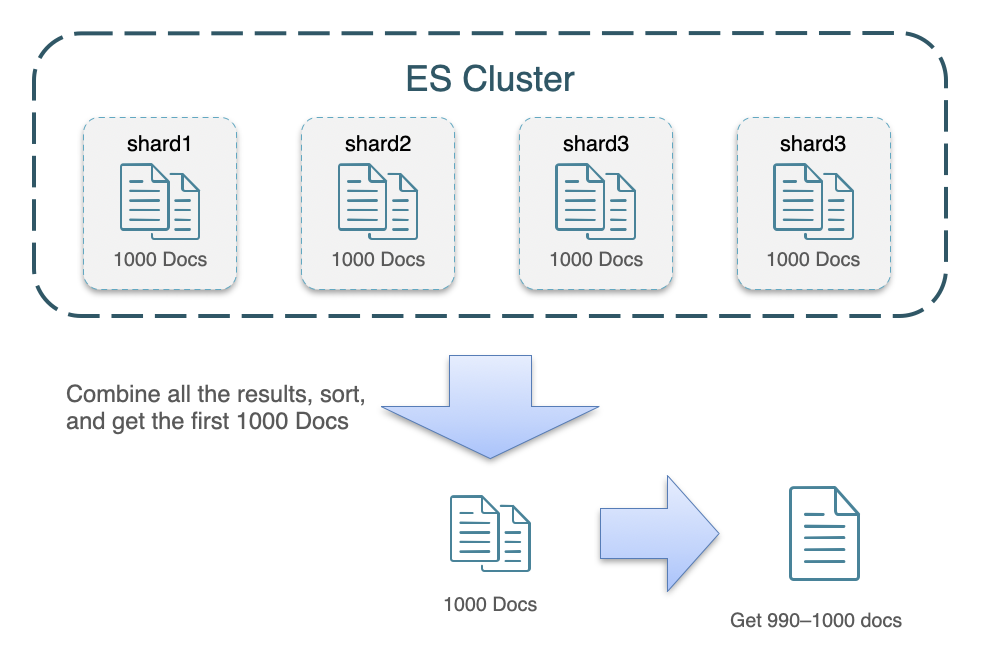 ES Cluster
shard1
shard2
shard3
shard3
1000 Docs
1000 Docs
1000 Docs
1000 Docs
Combine all the results, sort,
and get the first 1000 Docs
1000 Docs
Get 990–1000 docs